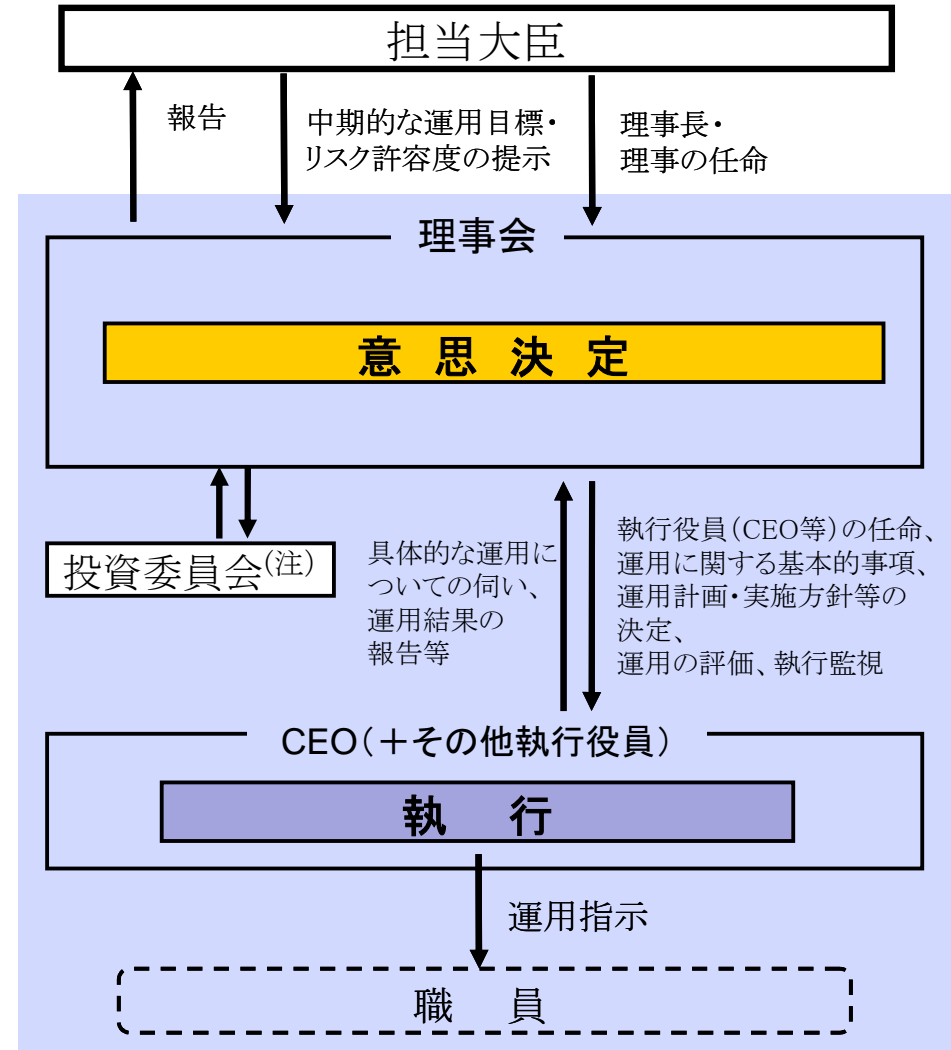 担当大臣
報告
中期的な運用目標・
リスク許容度の提示
理事長・
理事の任命
理事会
意 思 決 定
投資委員会(注)
具体的な運用に
ついての伺い、
運用結果の
報告等
執行役員(CEO等)の任命、
運用に関する基本的事項、
運用計画・実施方針等の
決定、
運用の評価、執行監視
CEO(+その他執行役員)
執 行
運用指示
職 員